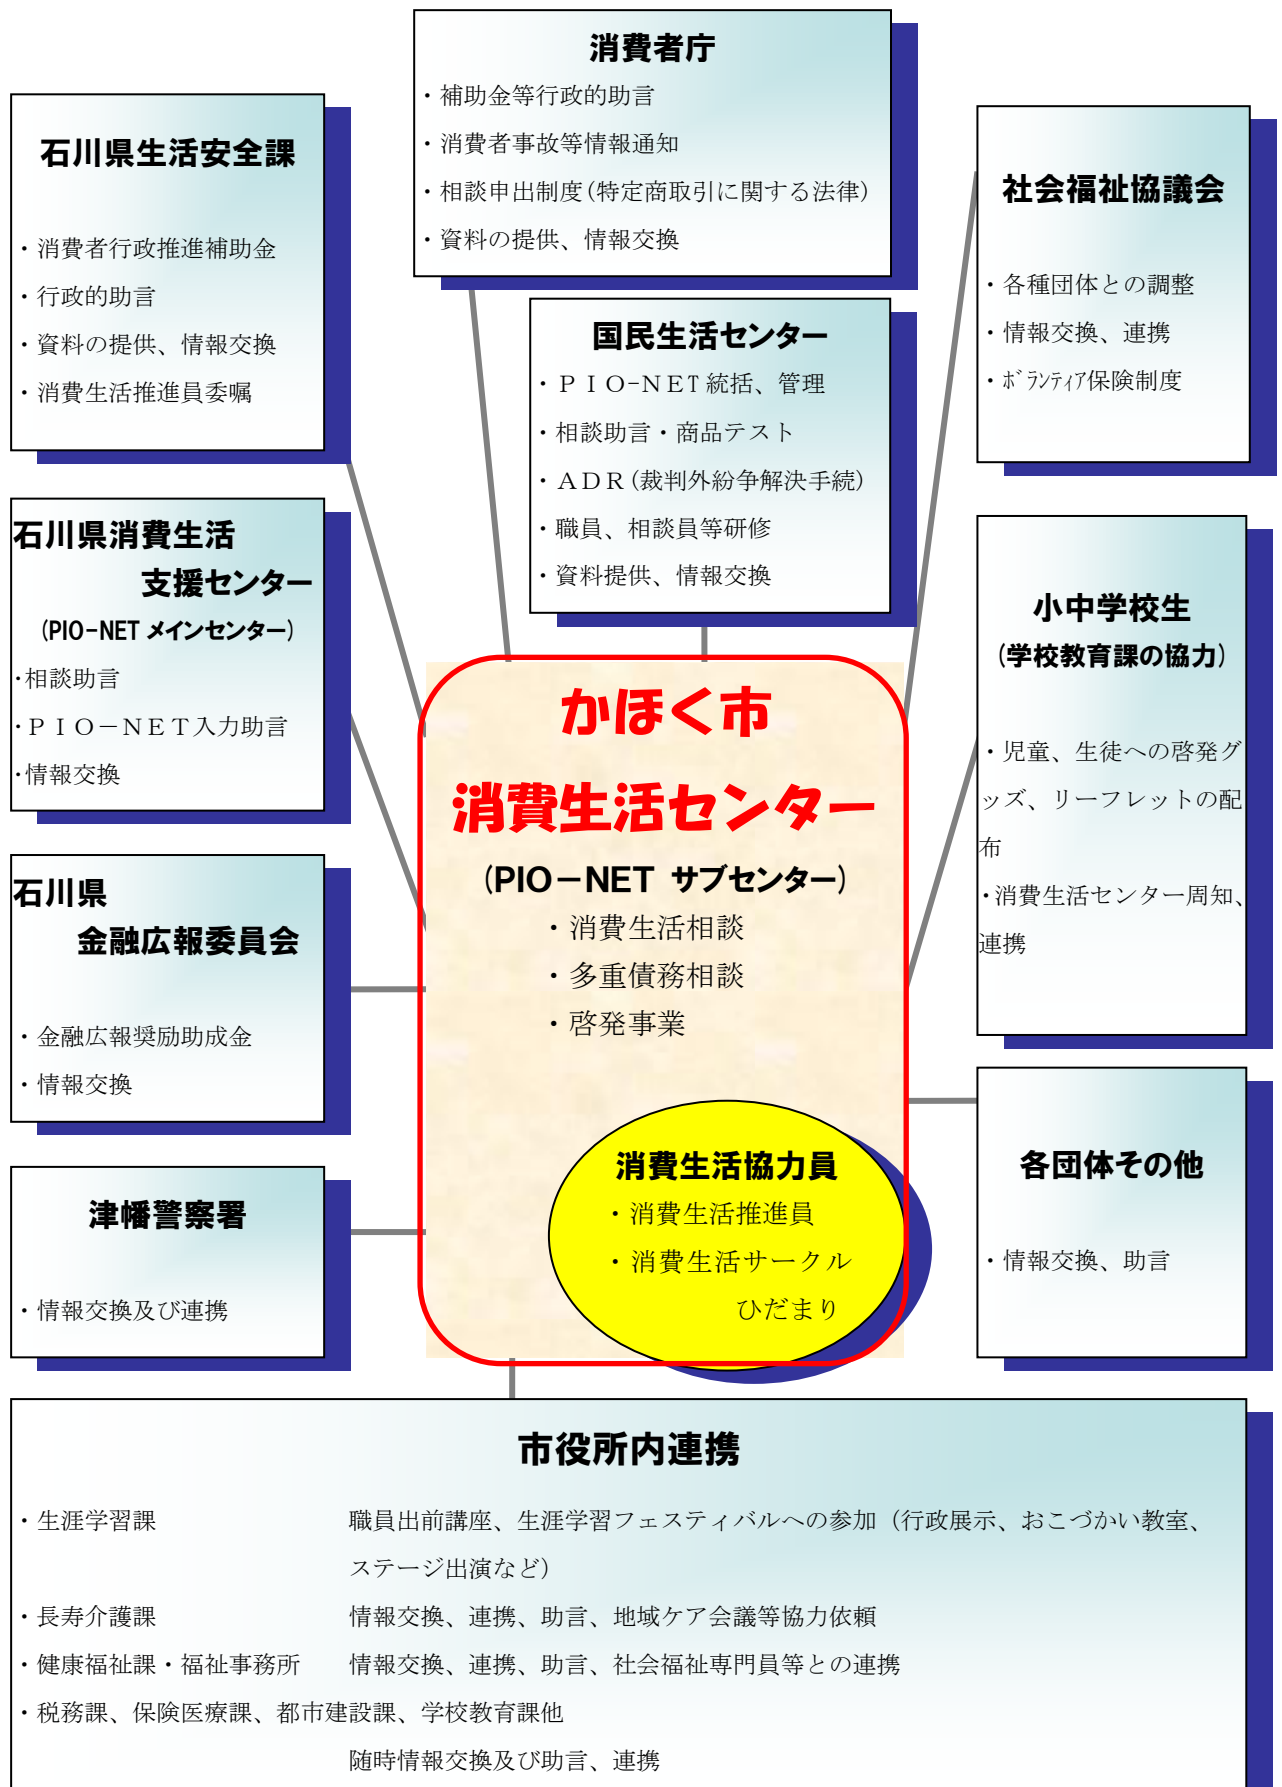 消費者庁
・補助金等行政的助言
・消費者事故等情報通知
・相談申出制度(特定商取引に関する法律)
・資料の提供、情報交換
石川県生活安全課
・消費者行政推進補助金
・行政的助言
・資料の提供、情報交換
・消費生活推進員委嘱
社会福祉協議会
・各種団体との調整
・情報交換、連携
・ボランティア保険制度
国民生活センター
・ＰＩＯ-ＮＥＴ統括、管理
・相談助言・商品テスト
・ＡＤＲ(裁判外紛争解決手続)
・職員、相談員等研修
・資料提供、情報交換
石川県消費生活
支援センター
(PIO-NET メインセンター)
・相談助言
・ＰＩＯ－ＮＥＴ入力助言
・情報交換
小中学校生
(学校教育課の協力)
・児童、生徒への啓発グ
ッズ、リーフレットの配
布
・消費生活センター周知、
連携
かほく市
消費生活センター
(PIO－NET サブセンター)
・消費生活相談
・多重債務相談
・啓発事業
石川県
金融広報委員会
・金融広報奨励助成金
・情報交換
消費生活協力員
・消費生活推進員
・消費生活サークル
ひだまり
各団体その他
・情報交換、助言
津幡警察署
・情報交換及び連携
市役所内連携
・生涯学習課 職員出前講座、生涯学習フェスティバルへの参加（行政展示、おこづかい教室、
ステージ出演など）
・長寿介護課 情報交換、連携、助言、地域ケア会議等協力依頼
・健康福祉課・福祉事務所 情報交換、連携、助言、社会福祉専門員等との連携
・税務課、保険医療課、都市建設課、学校教育課他
随時情報交換及び助言、連携